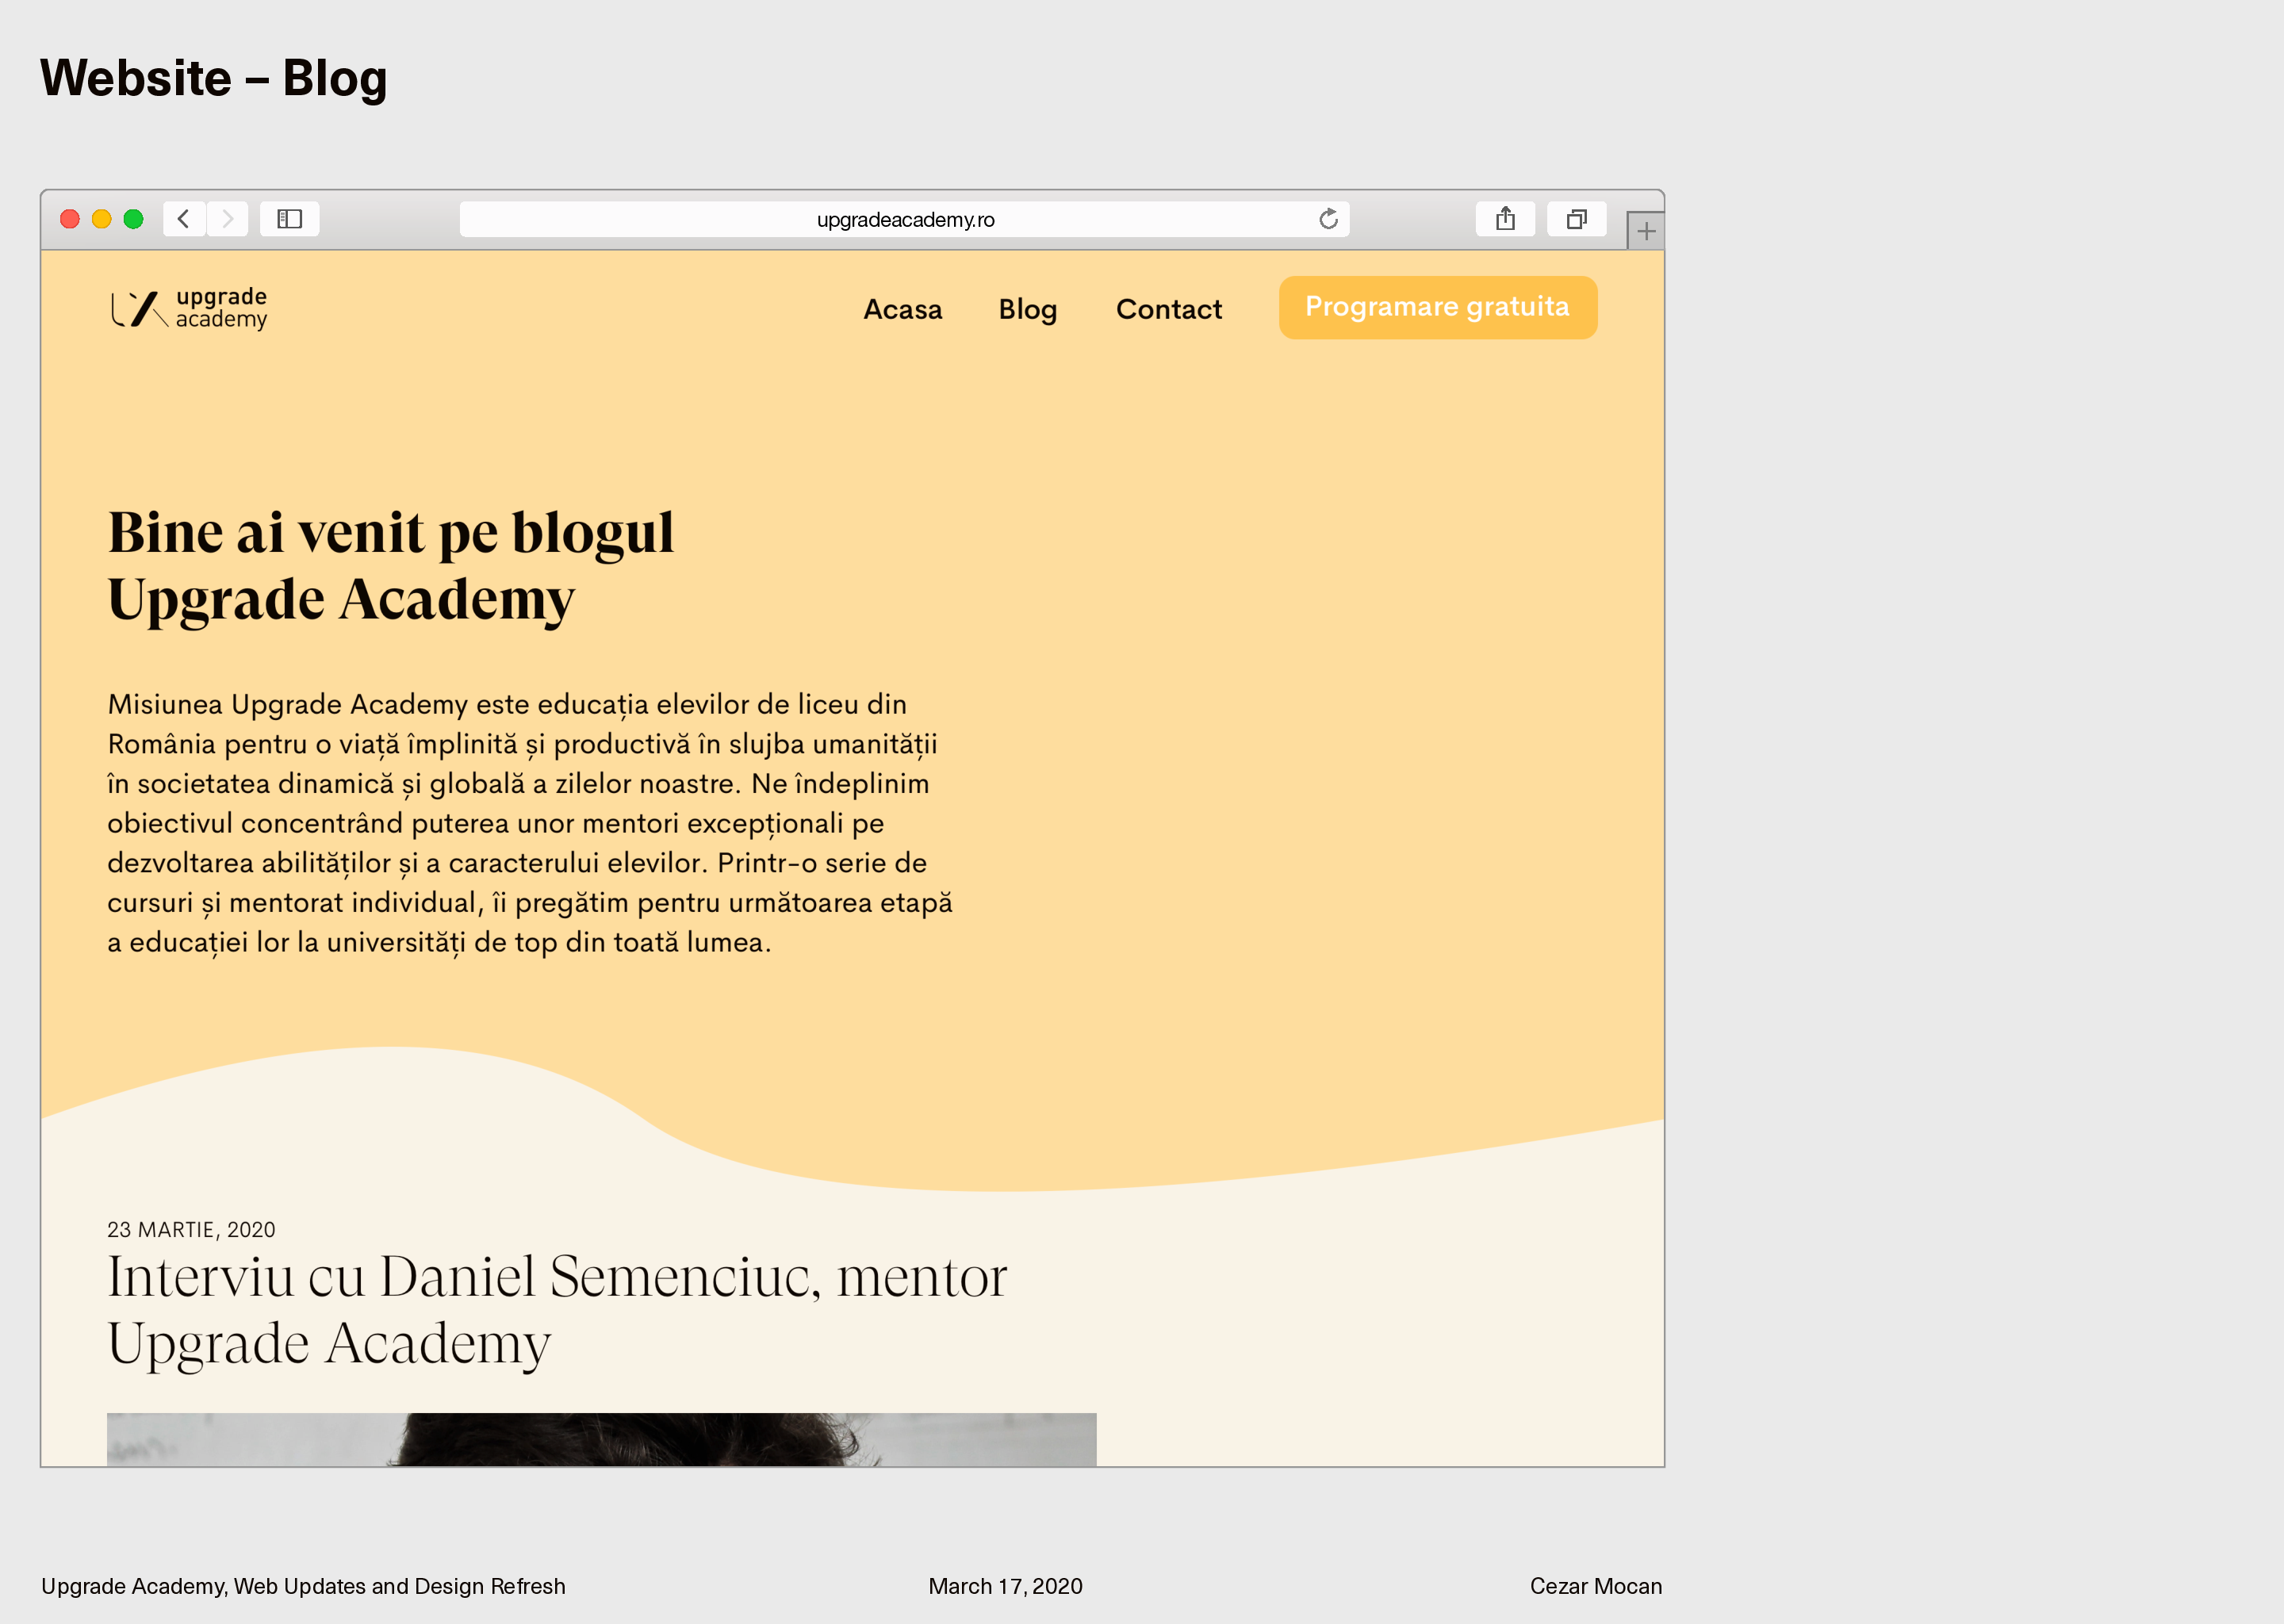 Website – Blog
upgradeacademy.ro
upgrade
academy
Acasa Blog Contact Programare gratuita
Bine ai venit pe blogul
Upgrade Academy
Misiunea Upgrade Academy este educația elevilor de liceu din
România pentru o viață împlinită și productivă în slujba umanității
în societatea dinamică și globală a zilelor noastre. Ne îndeplinim
obiectivul concentrând puterea unor mentori excepționali pe
dezvoltarea abilităților și a caracterului elevilor. Printr-o serie de
cursuri și mentorat individual, îi pregătim pentru următoarea etapă
a educației lor la universități de top din toată lumea.
23 MARTIE, 2020
Interviu cu Daniel Semenciuc, mentor
Upgrade Academy
Upgrade Academy, Web Updates and Design Refresh March 17, 2020 Cezar Mocan